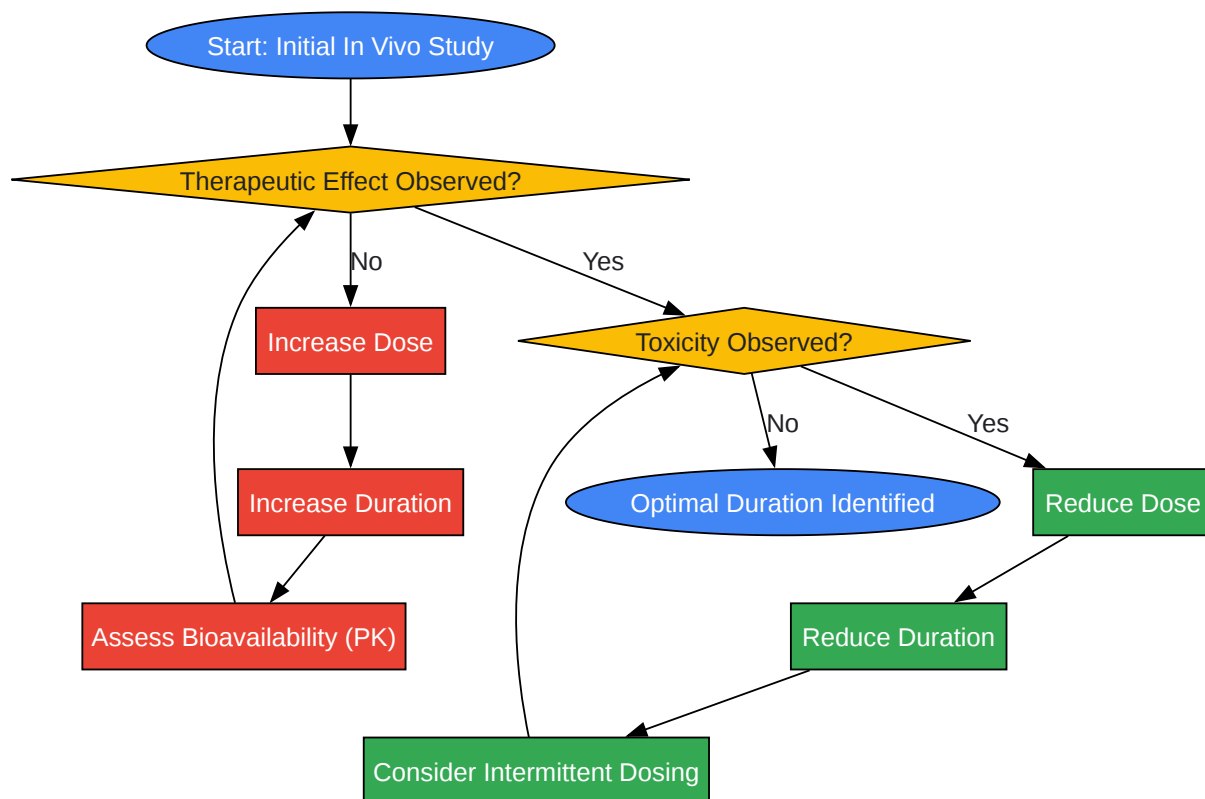 Start: Initial In Vivo Study
Therapeutic Effect Observed?
No
Yes
Increase Dose
Toxicity Observed?
No
Yes
Increase Duration
Optimal Duration Identified
Reduce Dose
Assess Bioavailability (PK)
Reduce Duration
Consider Intermittent Dosing